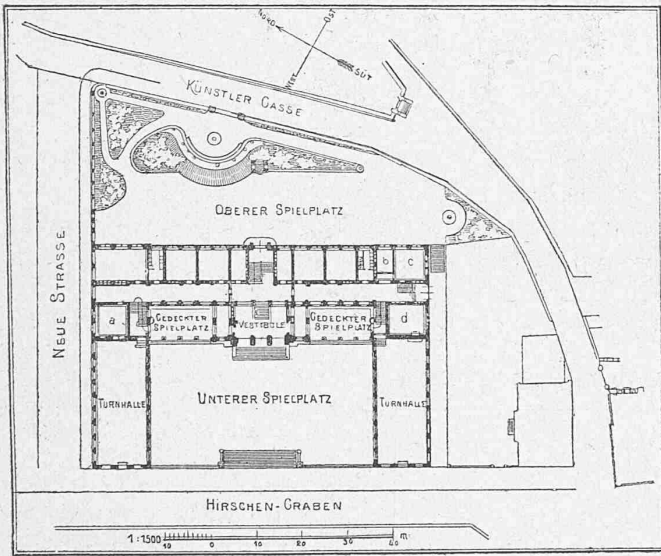 NORD
OST
WEST
SÜT
KÜNSTLER GASSE
OBERER SPIELPLATZ
NEUE STRASSE
b
c
a
GEDECKTER
SPIELPLATZ
VESTIBÜLE
GEDECKTER
SPIELPLATZ
d
TURNHALLE
UNTERER SPIELPLATZ
TURNHALLE
HIRSCHEN-GRABEN
1:1500
10 0 10 20 30 40 m.